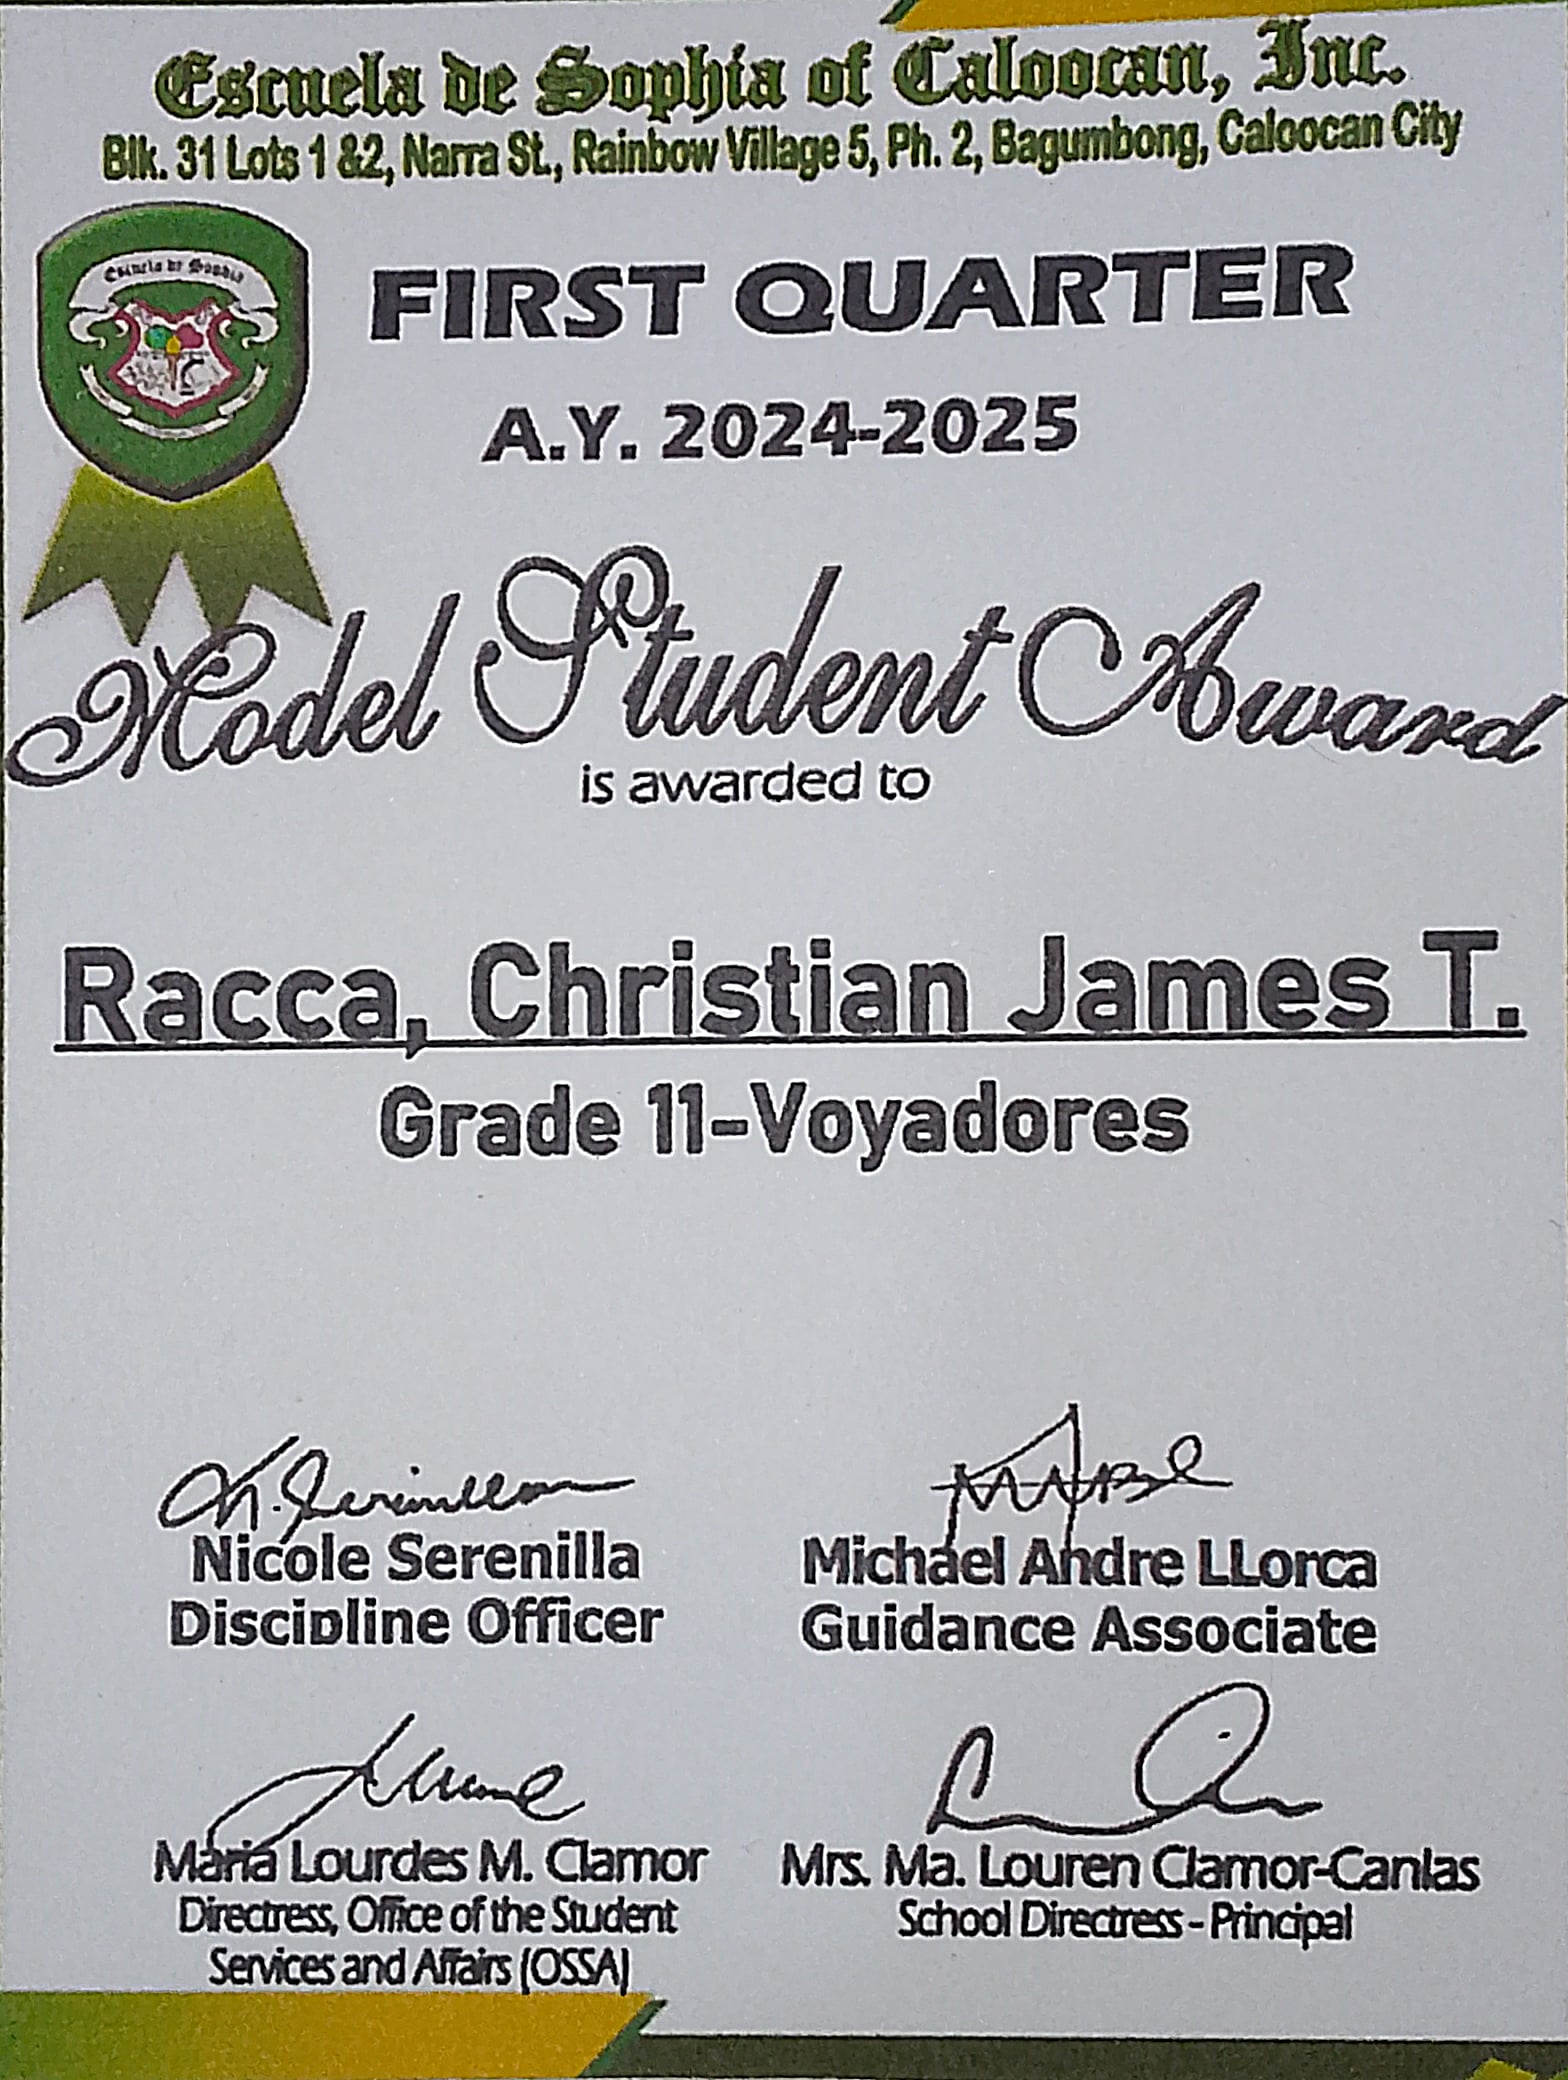 Escuela de Sophia of Caloocan, Inc.
Blk. 31 Lots 1 &2, Narra St., Rainbow Village 5, Ph. 2, Bagumbong, Caloocan City
Escuela de Sophia
FIRST QUARTER
A.Y. 2024-2025
Model Student Award
is awarded to
Racca, Christian James T.
Grade 11-Voyadores
Nicole Serenilla
Discipline Officer
Michael Andre LLorca
Guidance Associate
Maria Lourdes M. Clamor
Directress, Office of the Student
Services and Affairs (OSSA)
Mrs. Ma. Louren Clamor-Canlas
School Directress - Principal